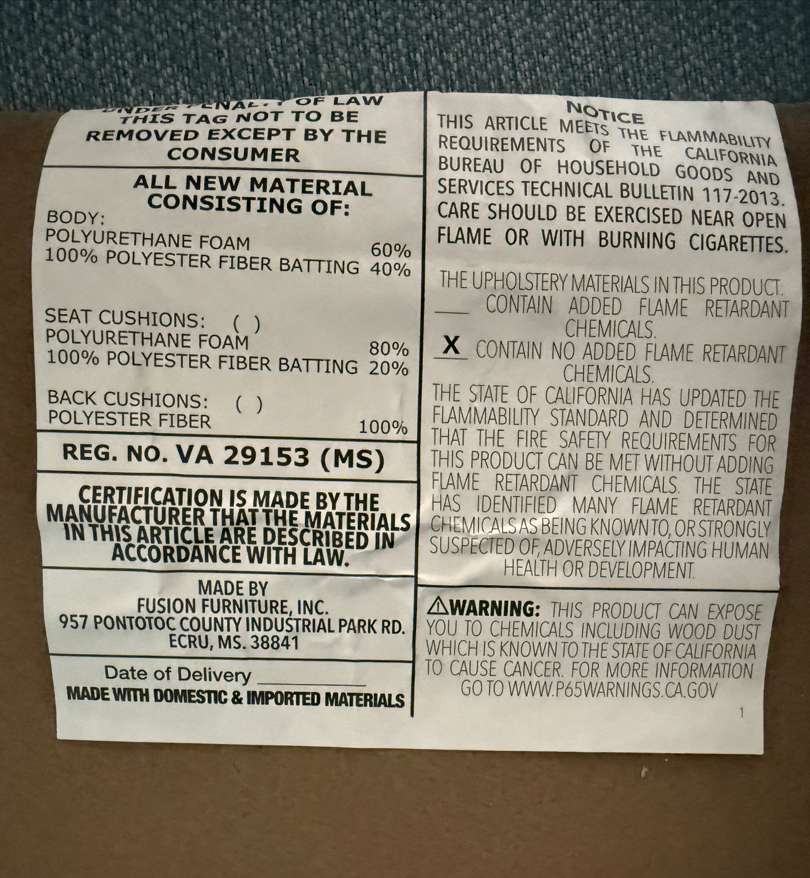 UNDER PENALTY OF LAW
THIS TAG NOT TO BE
REMOVED EXCEPT BY THE
CONSUMER
ALL NEW MATERIAL
CONSISTING OF:
BODY:
POLYURETHANE FOAM 60%
100% POLYESTER FIBER BATTING 40%
SEAT CUSHIONS: ( )
POLYURETHANE FOAM 80%
100% POLYESTER FIBER BATTING 20%
BACK CUSHIONS: ( )
POLYESTER FIBER 100%
REG. NO. VA 29153 (MS)
CERTIFICATION IS MADE BY THE
MANUFACTURER THAT THE MATERIALS
IN THIS ARTICLE ARE DESCRIBED IN
ACCORDANCE WITH LAW.
MADE BY
FUSION FURNITURE, INC.
957 PONTOTOC COUNTY INDUSTRIAL PARK RD.
ECRU, MS. 38841
Date of Delivery ____________
MADE WITH DOMESTIC & IMPORTED MATERIALS
NOTICE
THIS ARTICLE MEETS THE FLAMMABILITY
REQUIREMENTS OF THE CALIFORNIA
BUREAU OF HOUSEHOLD GOODS AND
SERVICES TECHNICAL BULLETIN 117-2013.
CARE SHOULD BE EXERCISED NEAR OPEN
FLAME OR WITH BURNING CIGARETTES.
THE UPHOLSTERY MATERIALS IN THIS PRODUCT.
___ CONTAIN ADDED FLAME RETARDANT
CHEMICALS.
X CONTAIN NO ADDED FLAME RETARDANT
CHEMICALS.
THE STATE OF CALIFORNIA HAS UPDATED THE
FLAMMABILITY STANDARD AND DETERMINED
THAT THE FIRE SAFETY REQUIREMENTS FOR
THIS PRODUCT CAN BE MET WITHOUT ADDING
FLAME RETARDANT CHEMICALS. THE STATE
HAS IDENTIFIED MANY FLAME RETARDANT
CHEMICALS AS BEING KNOWN TO, OR STRONGLY
SUSPECTED OF, ADVERSELY IMPACTING HUMAN
HEALTH OR DEVELOPMENT.
⚠WARNING: THIS PRODUCT CAN EXPOSE
YOU TO CHEMICALS INCLUDING WOOD DUST
WHICH IS KNOWN TO THE STATE OF CALIFORNIA
TO CAUSE CANCER. FOR MORE INFORMATION
GO TO WWW.P65WARNINGS.CA.GOV
1